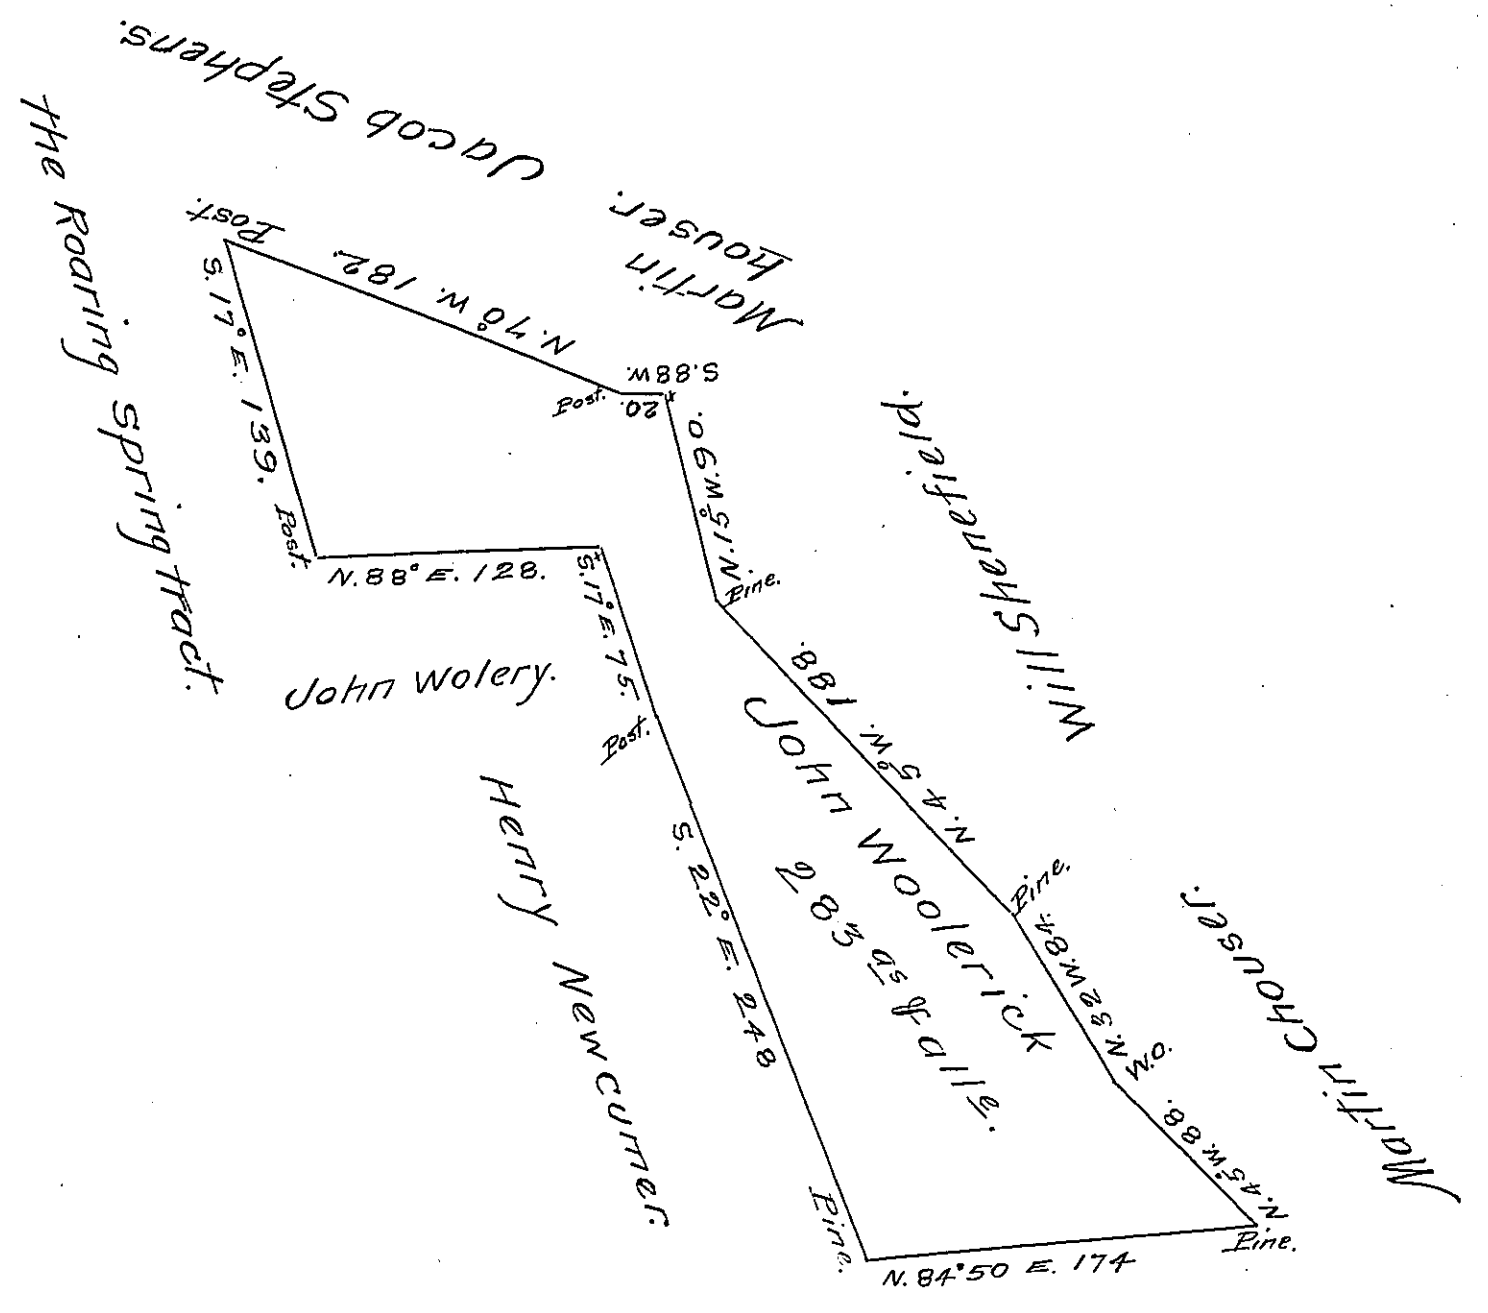 Jacob Stephens.
The Roaring Spring tract.
Martin
houser.
Post.
N. 70° W. 182.
S. 17° E. 139.
S. 88 W.
20.
Post.
N. 15° W 90.
Will Shenefield.
Post.
N. 88° E. 128.
S. 17° E. 75.
Pine.
John Wolery.
Post.
N. 45° W. 188.
John Woolerick
283 as & alls.
Henry Newcumer.
S. 22° E. 248
Pine.
N. 32 W. 84.
W.O.
Martin Chouser.
N. 45° W. 88.
Pine.
Pine.
N. 84°50 E. 174